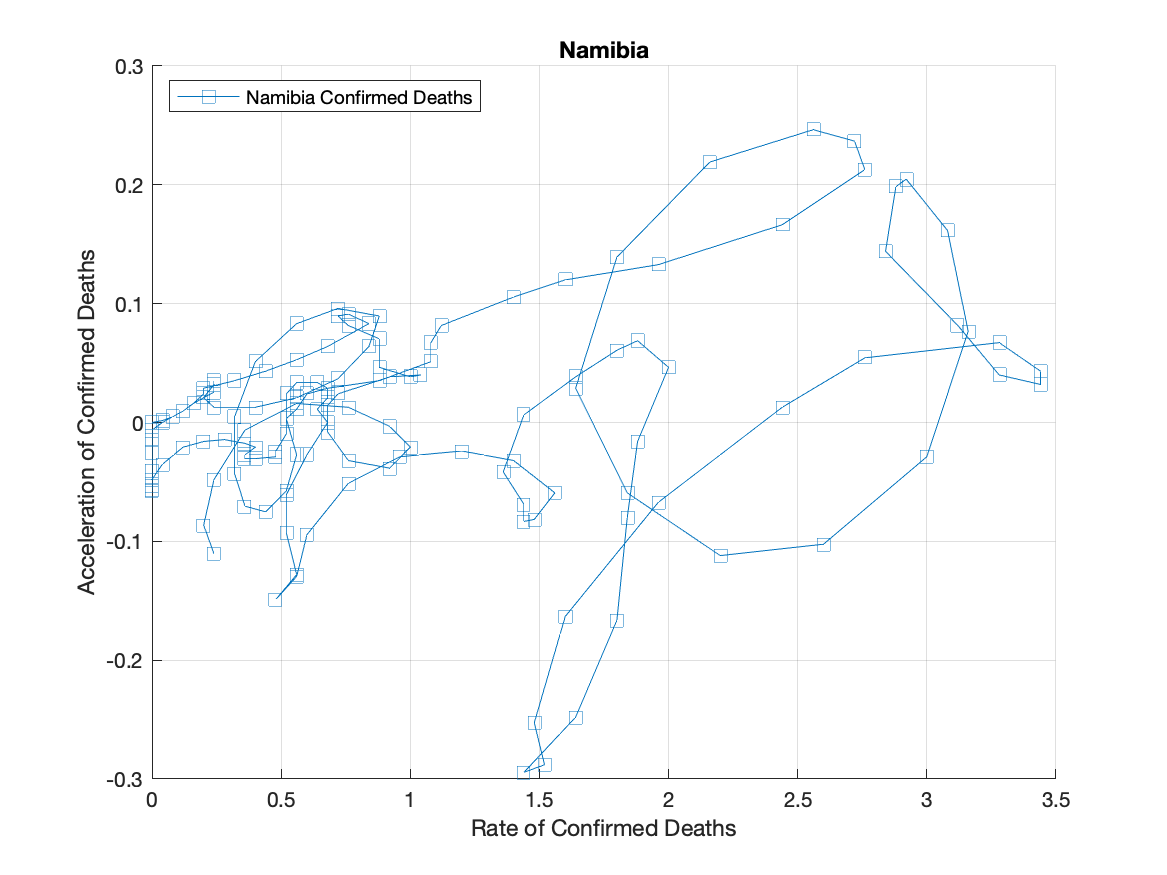 Namibia
Namibia Confirmed Deaths
0.3
0.2
0.1
0
-0.1
-0.2
-0.3
Acceleration of Confirmed Deaths
0 0.5 1 1.5 2 2.5 3 3.5
Rate of Confirmed Deaths